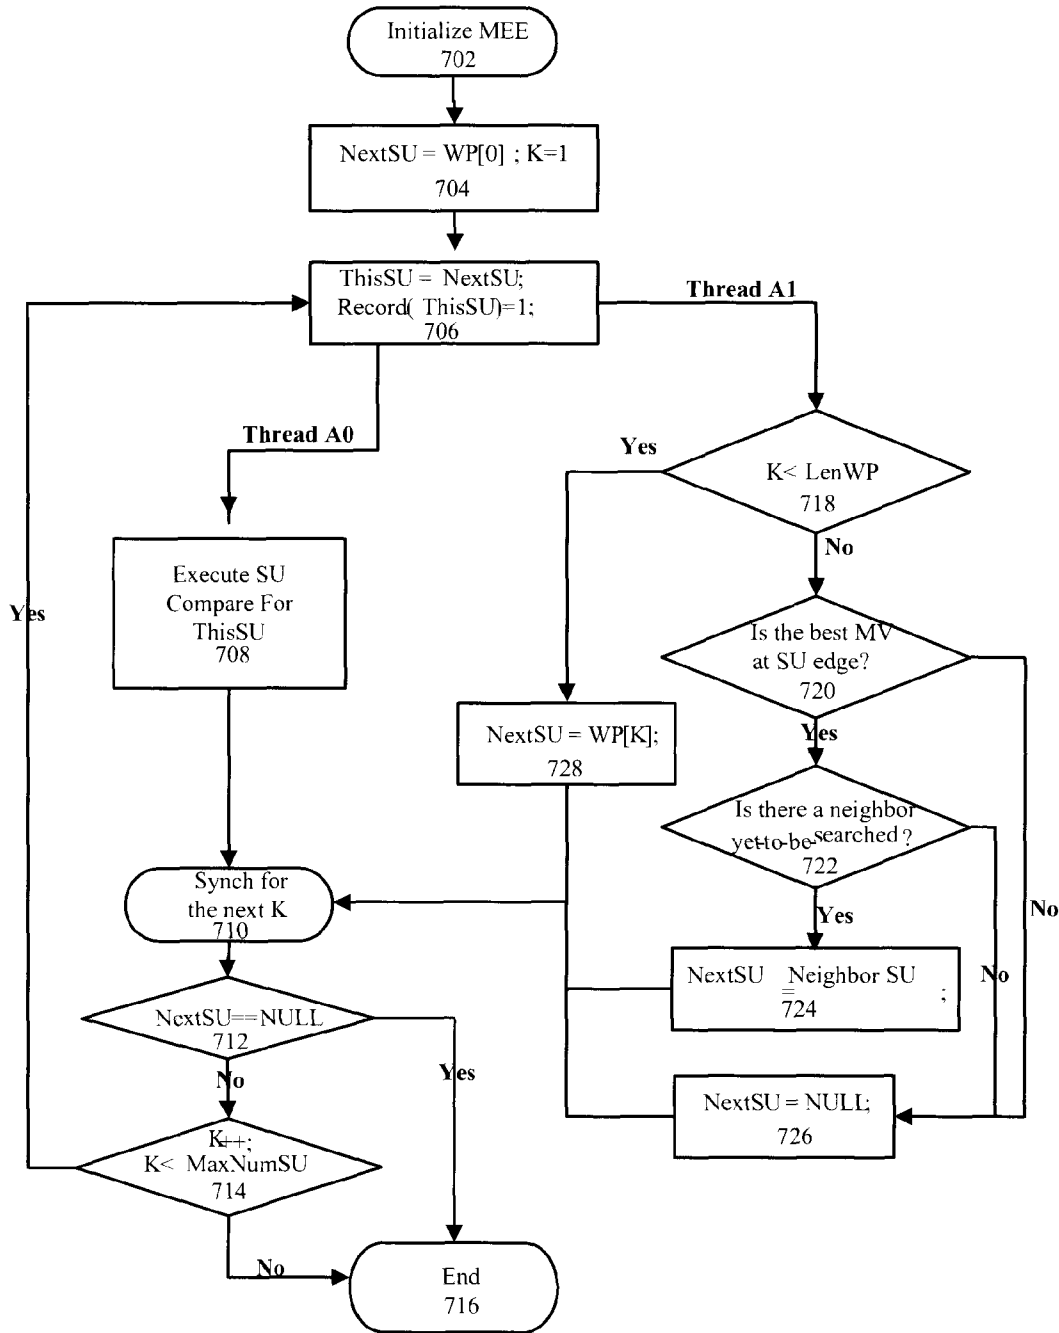 Initialize MEE
702
NextSU = WP[0] ; K=1
704
ThisSU = NextSU;
Record( ThisSU)=1;
706
Thread A1
Thread A0
Yes
K< LenWP
718
No
Execute SU
Compare For
ThisSU
708
Yes
Is the best MV
at SU edge?
720
Yes
NextSU = WP[K];
728
Is there a neighbor
yet-to-be-searched ?
722
Yes
No
Synch for
the next K
710
NextSU = Neighbor SU ;
724
No
NextSU==NULL
712
Yes
No
NextSU = NULL;
726
K++;
K< MaxNumSU
714
No
End
716